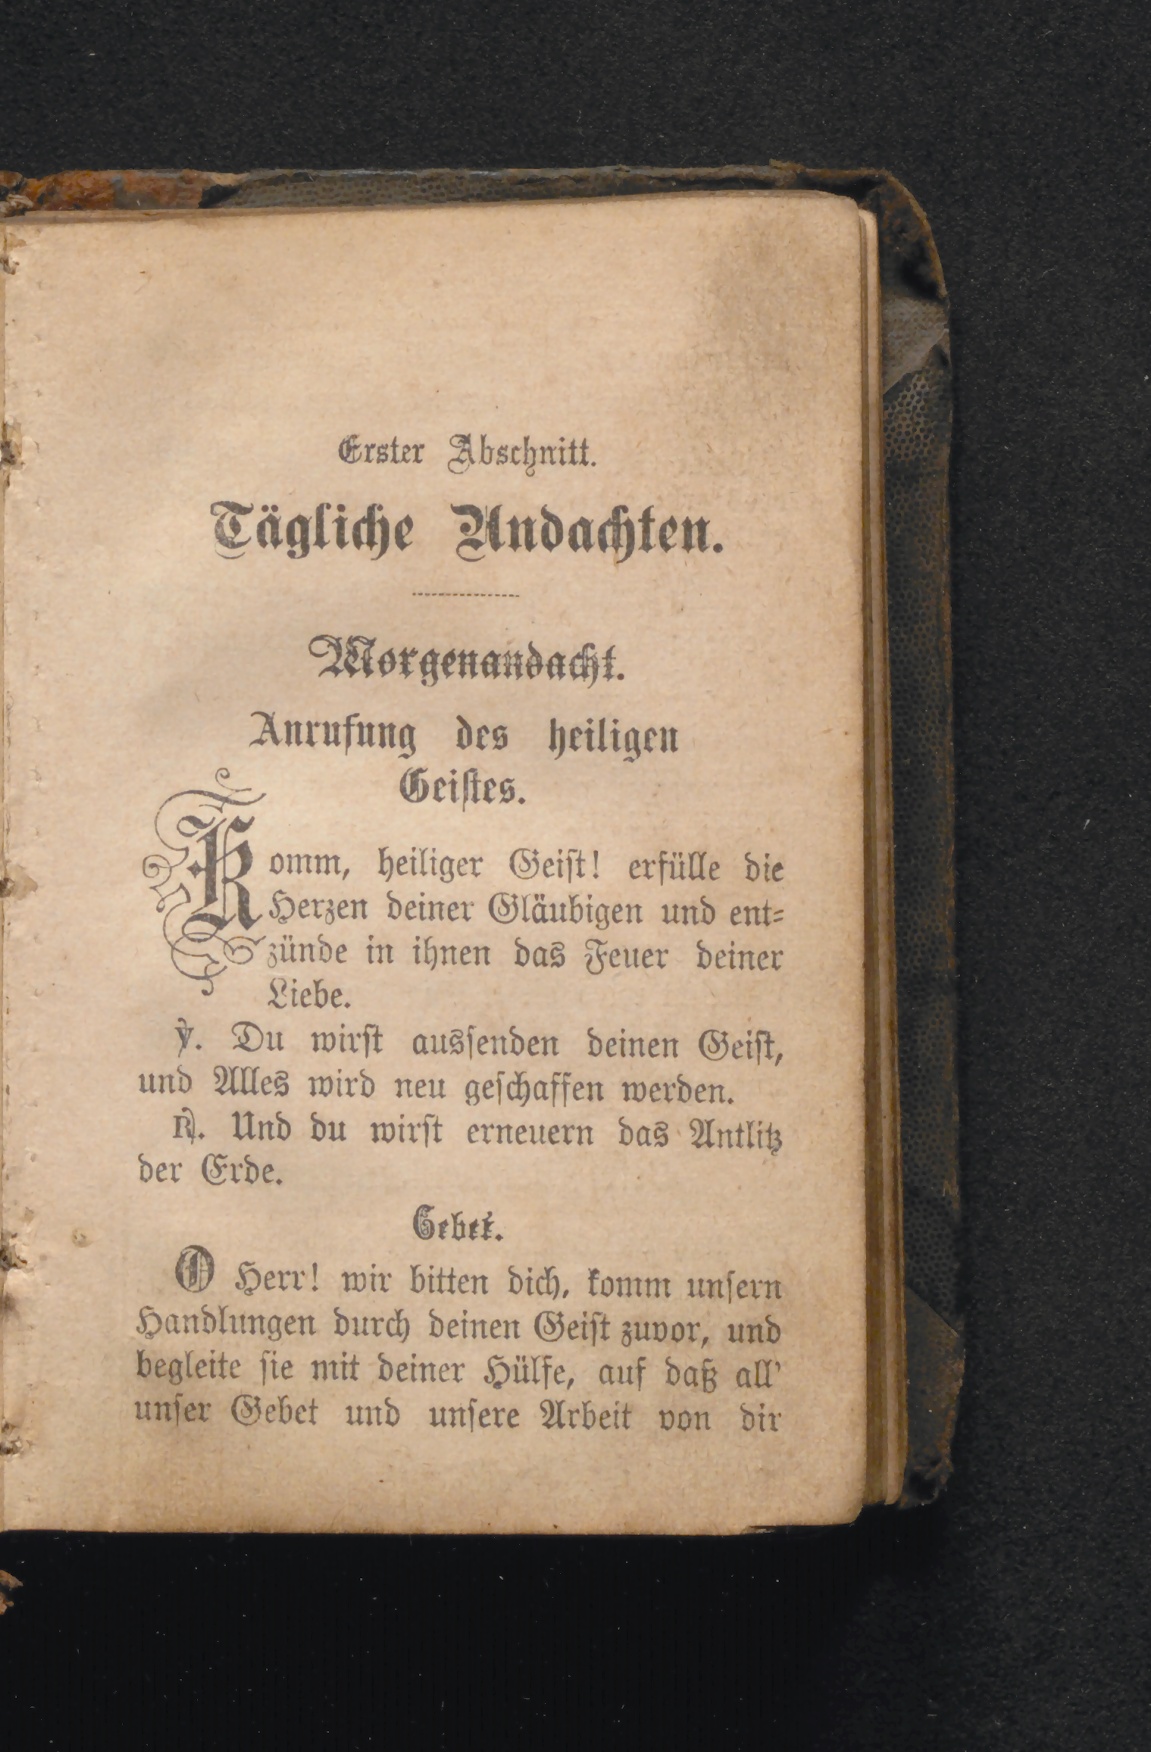 Erster Abschnitt.
Tägliche Andachten.
Morgenandacht.
Anrufung des heiligen
Geistes.
Komm, heiliger Geist! erfülle die
Herzen deiner Gläubigen und ent-
zünde in ihnen das Feuer deiner
Liebe.
℣. Du wirst aussenden deinen Geist,
und Alles wird neu geschaffen werden.
℟. Und du wirst erneuern das Antlitz
der Erde.
Gebet.
O Herr! wir bitten dich, komm unsern
Handlungen durch deinen Geist zuvor, und
begleite sie mit deiner Hülfe, auf daß all'
unser Gebet und unsere Arbeit von dir